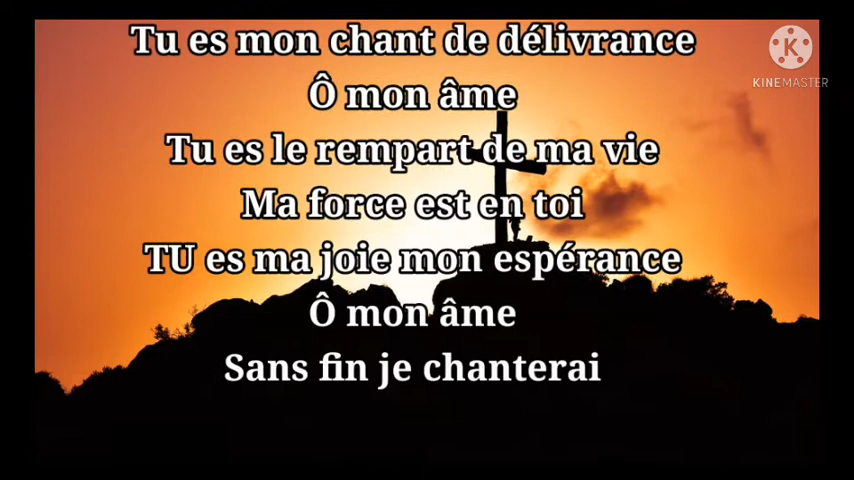 Tu es mon chant de délivrance
Ô mon âme
Tu es le rempart de ma vie
Ma force est en toi
TU es ma joie mon espérance
Ô mon âme
Sans fin je chanterai
K
KINEMASTER